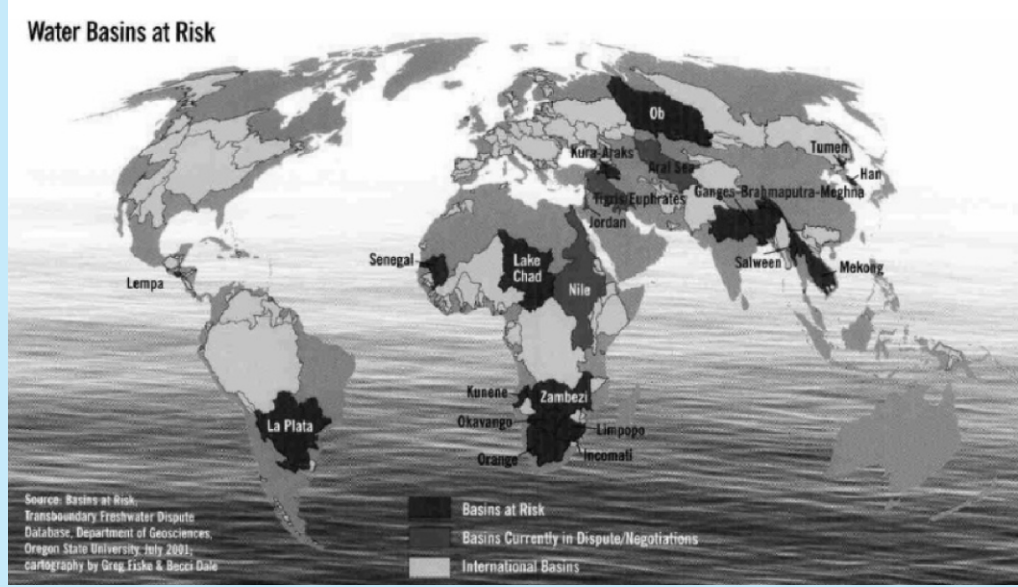 Water Basins at Risk
Ob
Tumen
Kura-Araks
Aral Sea
Han
Ganges-Brahmaputra-Meghna
Tigris/Euphrates
Jordan
Senegal
Lake
Chad
Nile
Salween
Mekong
Lempa
Kunene
Zambezi
Okavango
La Plata
Limpopo
Orange
Incomati
Source: Basins at Risk,
Transboundary Freshwater Dispute
Database, Department of Geosciences,
Oregon State University, July 2001;
cartography by Greg Fiske & Becci Dale
Basins at Risk
Basins Currently in Dispute/Negotiations
International Basins